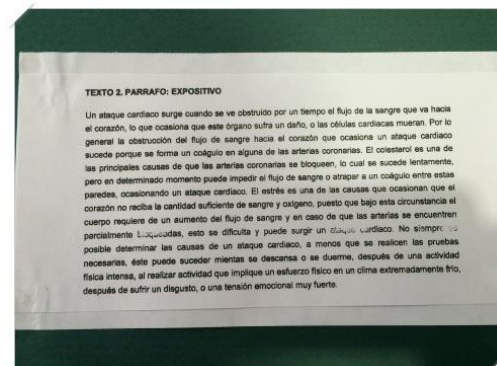 TEXTO 2. PARRAFO: EXPOSITIVO
Un ataque cardiaco surge cuando se ve obstruido por un tiempo el flujo de la sangre que va hacia
el corazón, lo que ocasiona que este órgano sufra un daño, o las células cardiacas mueran. Por lo
general la obstrucción del flujo de sangre hacia el corazón que ocasiona un ataque cardiaco
sucede porque se forma un coágulo en alguna de las arterias coronarias. El colesterol es una de
las principales causas de que las arterias coronarias se bloqueen, lo cual se sucede lentamente,
pero en determinado momento puede impedir el flujo de sangre o atrapar a un coágulo entre estas
paredes, ocasionando un ataque cardiaco. El estrés es una de las causas que ocasionan que el
corazón no reciba la cantidad suficiente de sangre y oxígeno, puesto que bajo esta circunstancia el
cuerpo requiere de un aumento del flujo de sangre y en caso de que las arterias se encuentren
parcialmente bloqueadas, esto se dificulta y puede surgir un ataque cardiaco. No siempre es
posible determinar las causas de un ataque cardiaco, a menos que se realicen las pruebas
necesarias, éste puede suceder mientas se descansa o se duerme, después de una actividad
física intensa, al realizar actividad que implique un esfuerzo físico en un clima extremadamente frío,
después de sufrir un disgusto, o una tensión emocional muy fuerte.